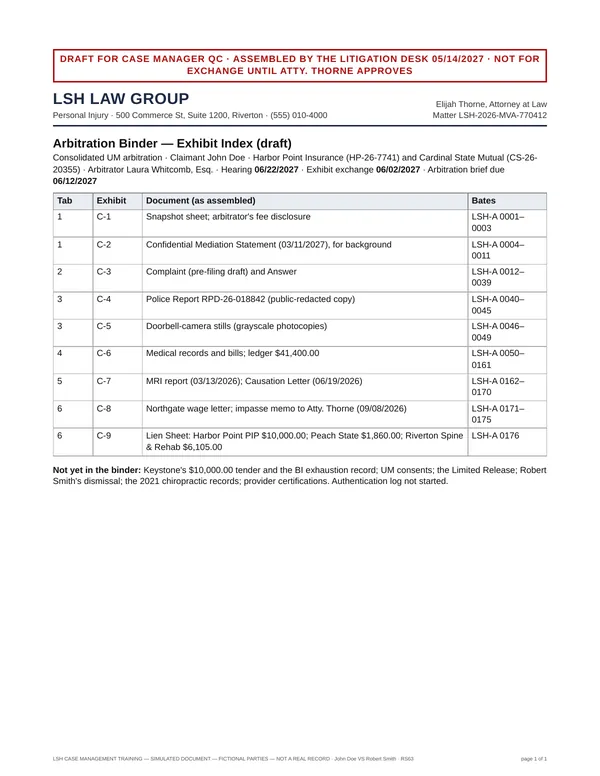 DRAFT FOR CASE MANAGER QC · ASSEMBLED BY THE LITIGATION DESK 05/14/2027 · NOT FOR
EXCHANGE UNTIL ATTY. THORNE APPROVES
LSH LAW GROUP
Personal Injury · 500 Commerce St, Suite 1200, Riverton · (555) 010-4000
Elijah Thorne, Attorney at Law
Matter LSH-2026-MVA-770412
Arbitration Binder — Exhibit Index (draft)
Consolidated UM arbitration · Claimant John Doe · Harbor Point Insurance (HP-26-7741) and Cardinal State Mutual (CS-26-
20355) · Arbitrator Laura Whitcomb, Esq. · Hearing 06/22/2027 · Exhibit exchange 06/02/2027 · Arbitration brief due
06/12/2027
Tab Exhibit Document (as assembled) Bates
1 C-1 Snapshot sheet; arbitrator's fee disclosure LSH-A 0001–
0003
1 C-2 Confidential Mediation Statement (03/11/2027), for background LSH-A 0004–
0011
2 C-3 Complaint (pre-filing draft) and Answer LSH-A 0012–
0039
3 C-4 Police Report RPD-26-018842 (public-redacted copy) LSH-A 0040–
0045
3 C-5 Doorbell-camera stills (grayscale photocopies) LSH-A 0046–
0049
4 C-6 Medical records and bills; ledger $41,400.00 LSH-A 0050–
0161
5 C-7 MRI report (03/13/2026); Causation Letter (06/19/2026) LSH-A 0162–
0170
6 C-8 Northgate wage letter; impasse memo to Atty. Thorne (09/08/2026) LSH-A 0171–
0175
6 C-9 Lien Sheet: Harbor Point PIP $10,000.00; Peach State $1,860.00; Riverton Spine LSH-A 0176
& Rehab $6,105.00
Not yet in the binder: Keystone's $10,000.00 tender and the BI exhaustion record; UM consents; the Limited Release; Robert
Smith's dismissal; the 2021 chiropractic records; provider certifications. Authentication log not started.
LSH CASE MANAGEMENT TRAINING — SIMULATED DOCUMENT — FICTIONAL PARTIES — NOT A REAL RECORD · John Doe VS Robert Smith · RS63
page 1 of 1